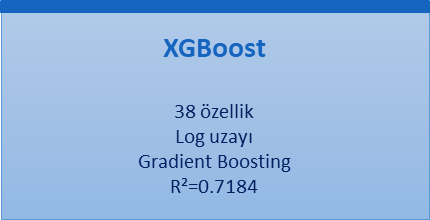 XGBoost
38 özellik
Log uzayı
Gradient Boosting
R²=0.7184